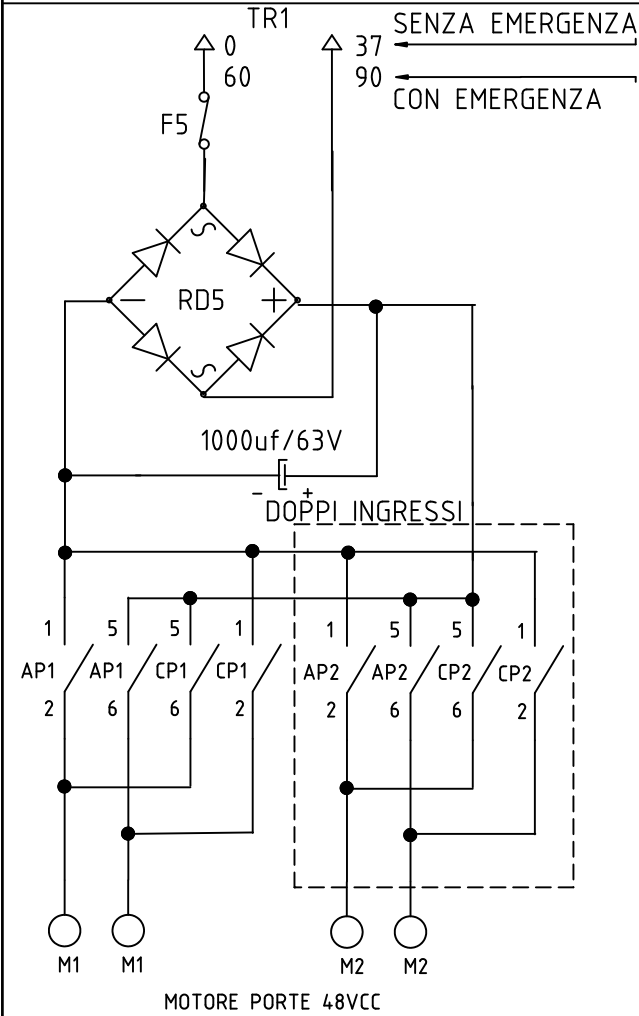 TR1
SENZA EMERGENZA
0
37
60
90
CON EMERGENZA
F5
S
− RD5 +
S
1000uf/63V
- +
DOPPI INGRESSI
1 5 5 1 1 5 5 1
AP1 AP1 CP1 CP1 AP2 AP2 CP2 CP2
2 6 6 2 2 6 6 2
M1 M1 M2 M2
MOTORE PORTE 48VCC